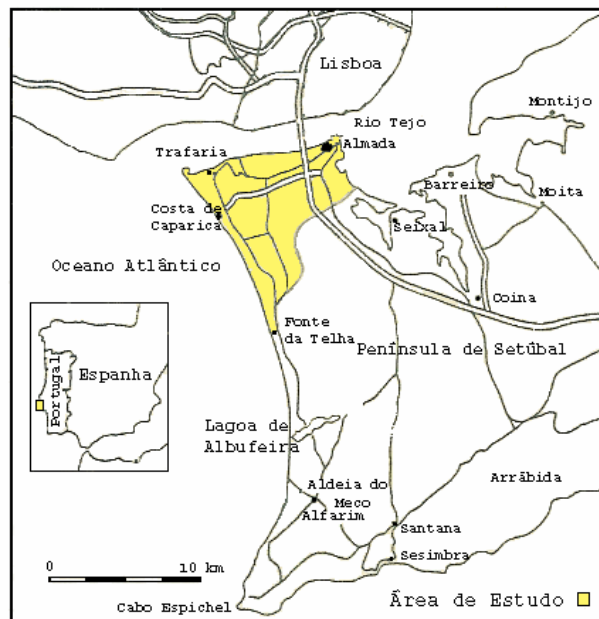 Lisboa
Montijo
Rio Tejo
Almada
Trafaria
Barreiro
Moita
Costa de
Caparica
Seixal
Oceano Atlântico
Coina
Fonte
da Telha
Península de Setúbal
Espanha
Portugal
Lagoa de
Albufeira
Arrábida
Aldeia do
Meco
Alfarim
Santana
Sesimbra
0 10 km
Cabo Espichel
Área de Estudo